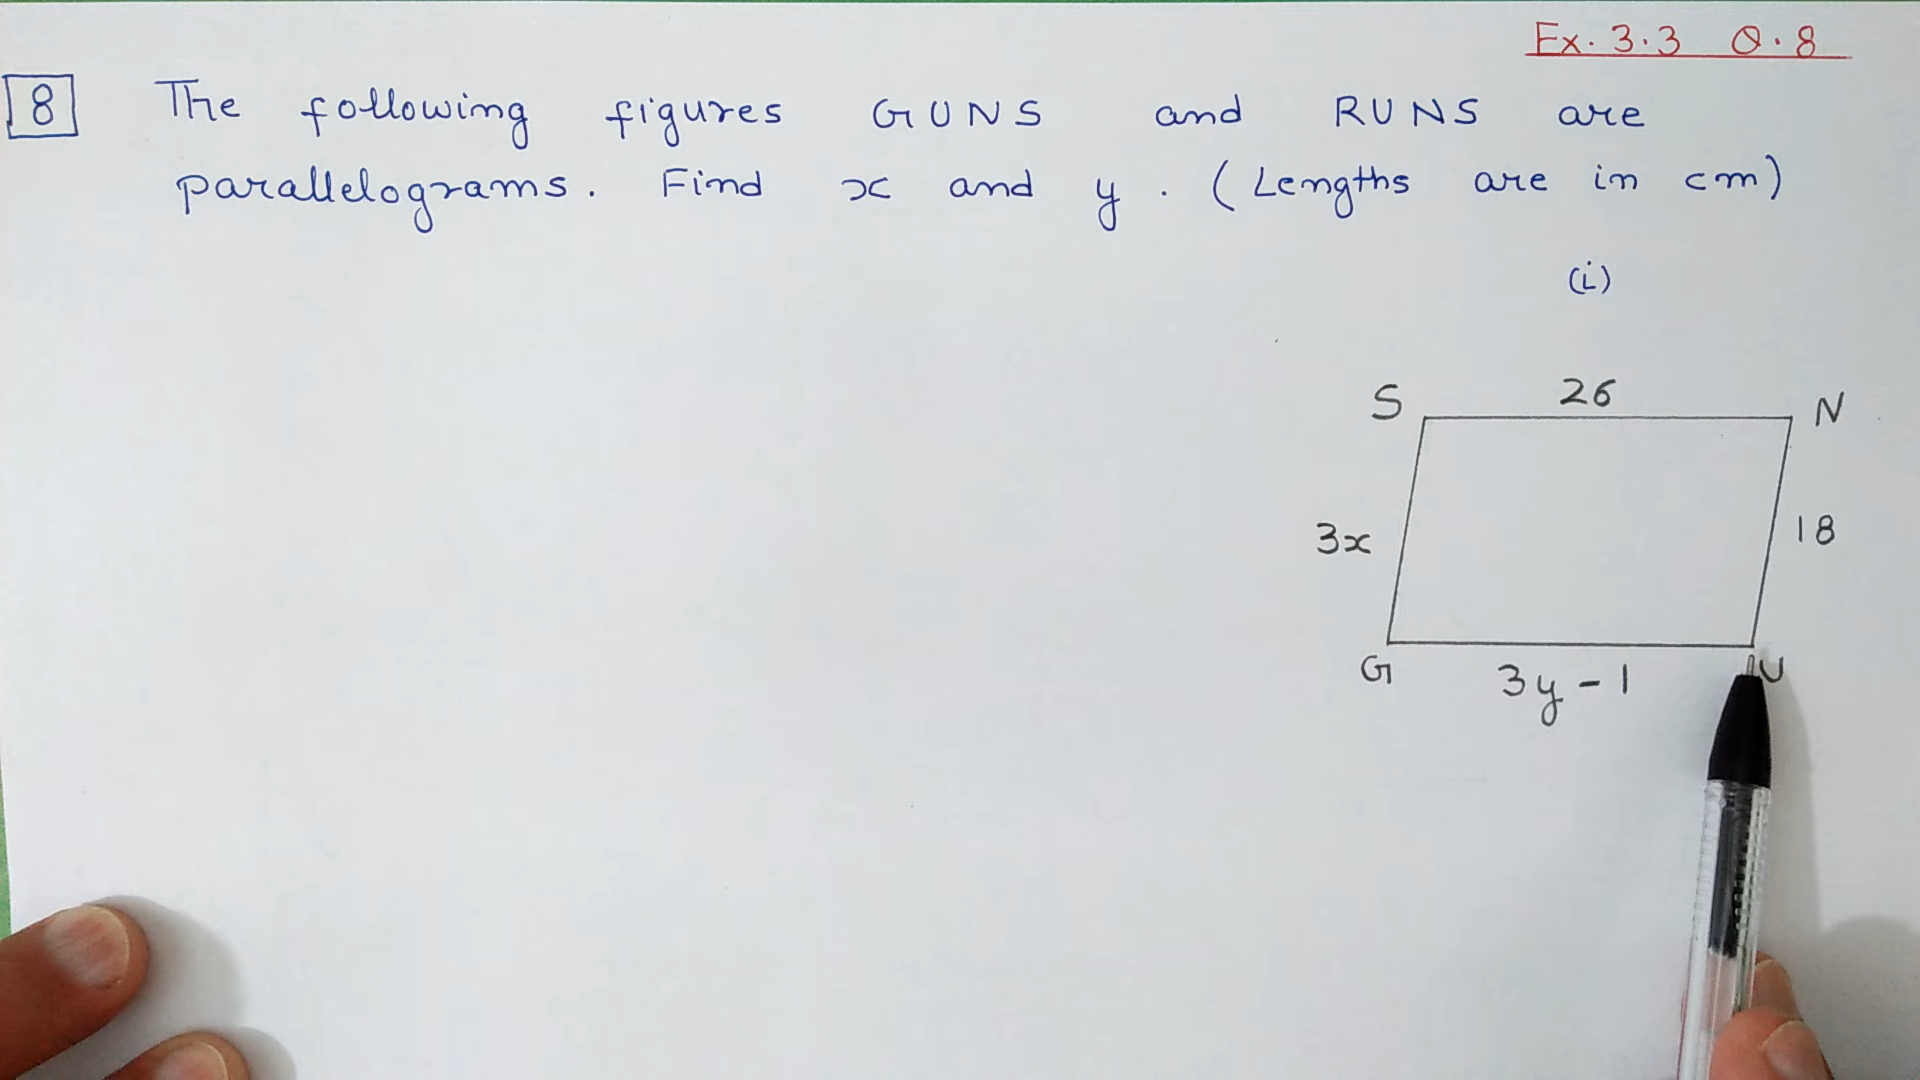 Ex. 3.3 Q.8
8 The following figures GUNS and RUNS are
parallelograms. Find x and y. (Lengths are in cm)
(i)
S 26 N
3x 18
G 3y - 1 U